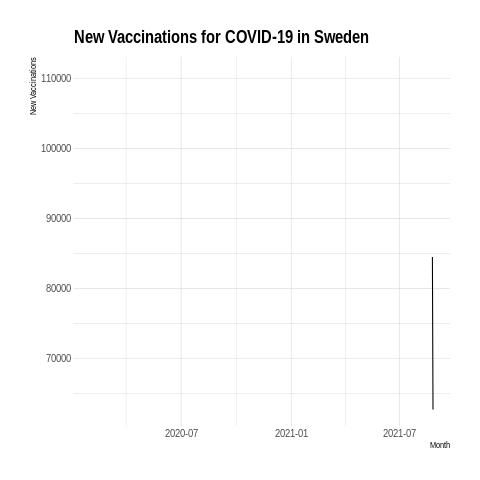 New Vaccinations for COVID-19 in Sweden
New Vaccinations
110000
100000
90000
80000
70000
2020-07
2021-01
2021-07
Month